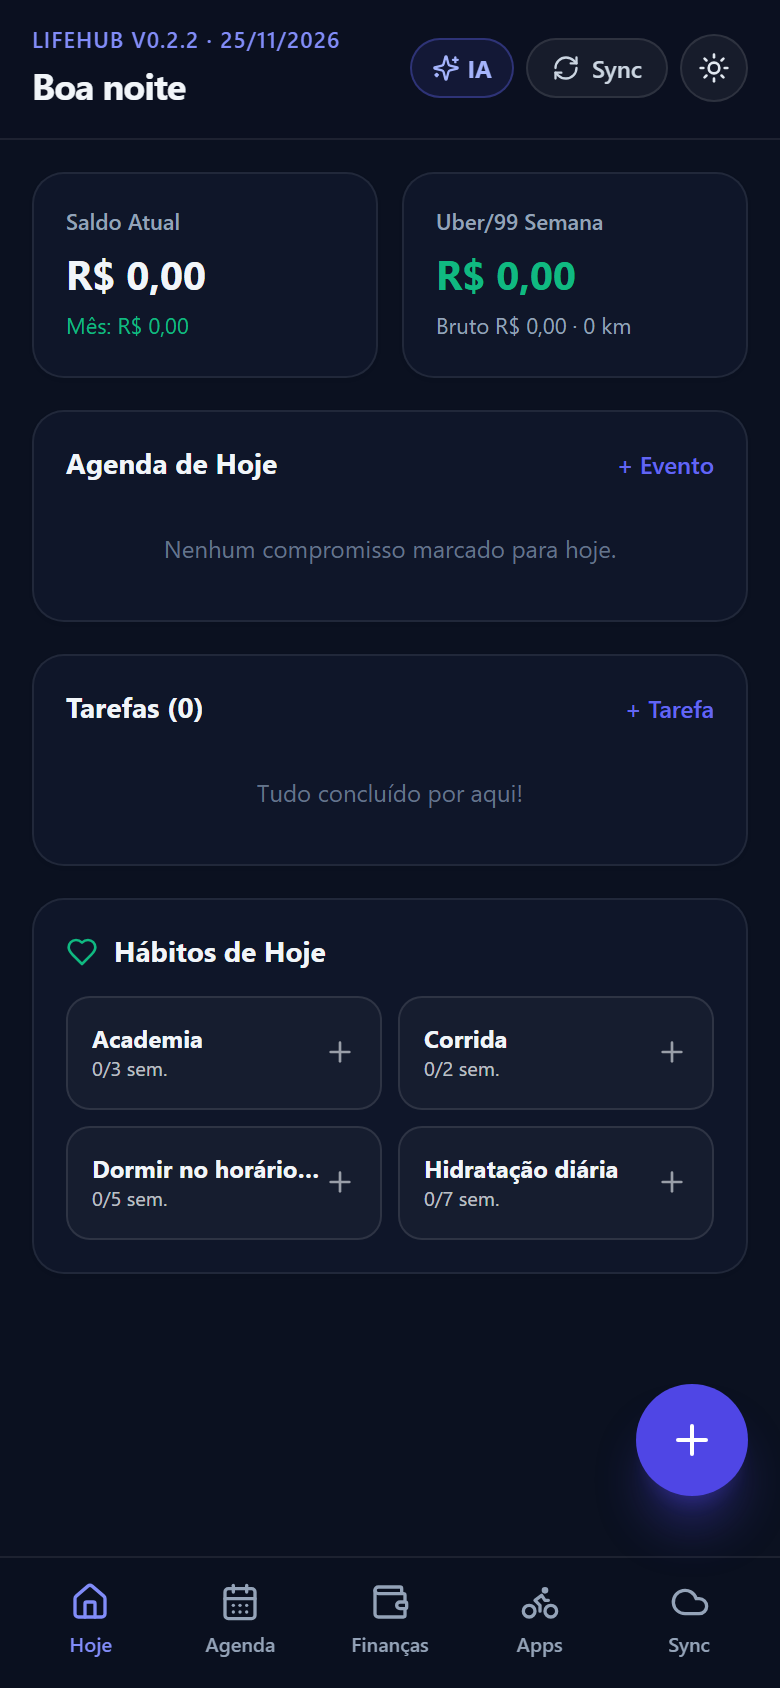 LIFEHUB V0.2.2 · 25/11/2026
Boa noite
IA
Sync
Saldo Atual
R$ 0,00
Mês: R$ 0,00
Uber/99 Semana
R$ 0,00
Bruto R$ 0,00 · 0 km
Agenda de Hoje
+ Evento
Nenhum compromisso marcado para hoje.
Tarefas (0)
+ Tarefa
Tudo concluído por aqui!
Hábitos de Hoje
Academia
0/3 sem.
Corrida
0/2 sem.
Dormir no horário...
0/5 sem.
Hidratação diária
0/7 sem.
Hoje
Agenda
Finanças
Apps
Sync